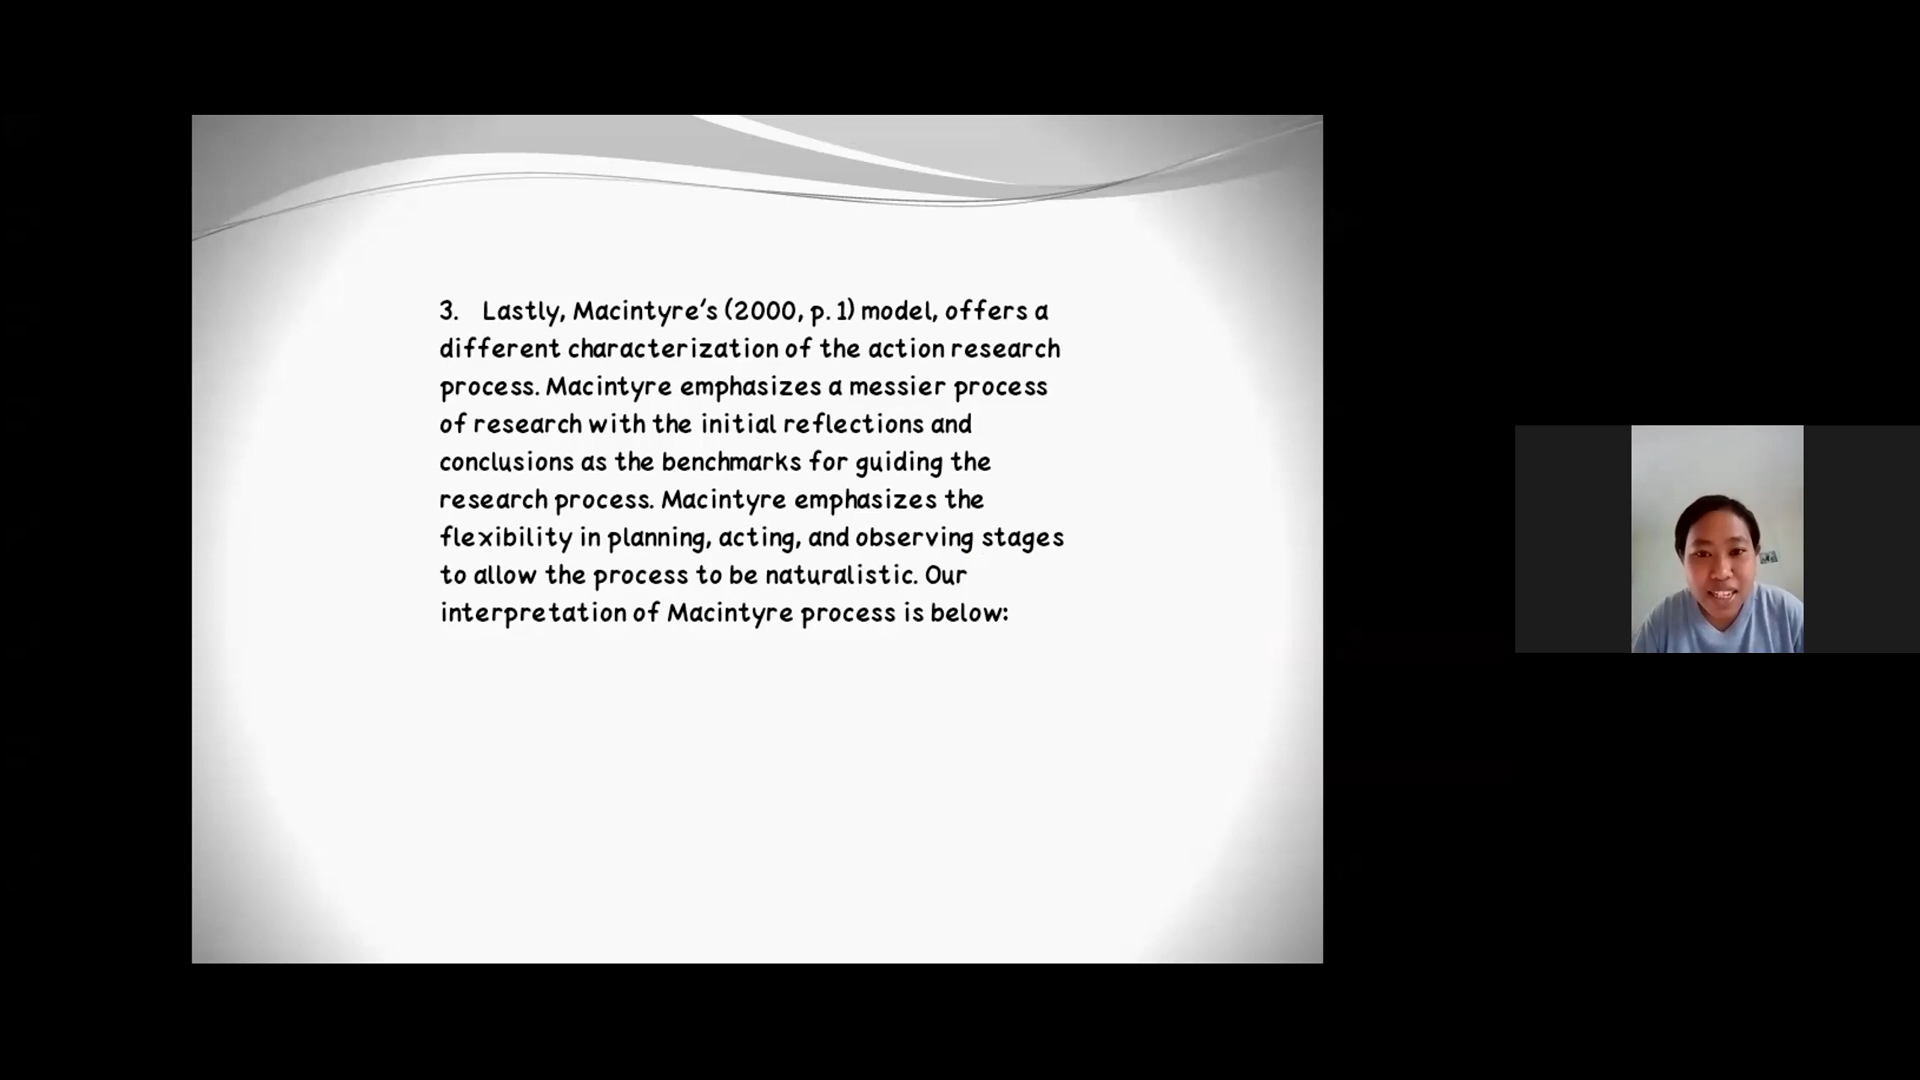 3. Lastly, Macintyre's (2000, p. 1) model, offers a
different characterization of the action research
process. Macintyre emphasizes a messier process
of research with the initial reflections and
conclusions as the benchmarks for guiding the
research process. Macintyre emphasizes the
flexibility in planning, acting, and observing stages
to allow the process to be naturalistic. Our
interpretation of Macintyre process is below: